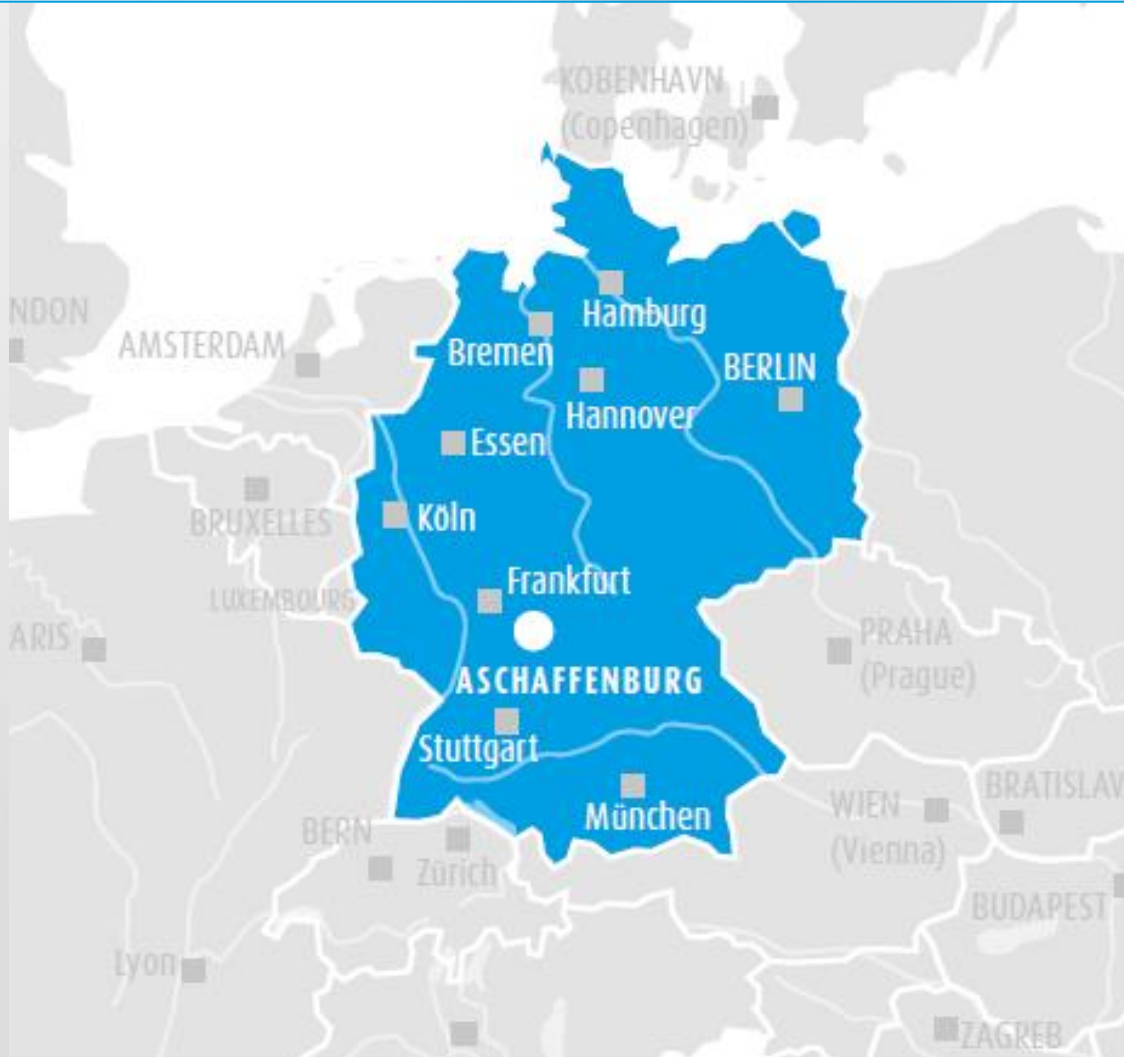 KOBENHAVN
(Copenhagen)
NDON
AMSTERDAM
Hamburg
Bremen
BERLIN
Hannover
Essen
BRUXELLES
Köln
Frankfurt
LUXEMBOURG
ARIS
PRAHA
(Prague)
ASCHAFFENBURG
Stuttgart
München
BERN
Zürich
WIEN
(Vienna)
BRATISLAV
BUDAPEST
Lyon
ZAGREB